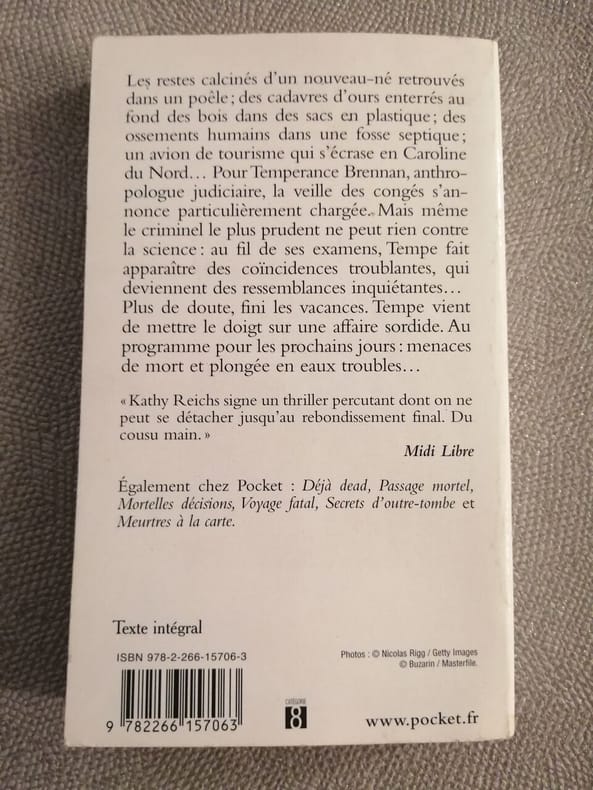 Les restes calcinés d'un nouveau-né retrouvés
dans un poêle ; des cadavres d'ours enterrés au
fond des bois dans des sacs en plastique ; des
ossements humains dans une fosse septique ;
un avion de tourisme qui s'écrase en Caroline
du Nord... Pour Temperance Brennan, anthro-
pologue judiciaire, la veille des congés s'an-
nonce particulièrement chargée. Mais même
le criminel le plus prudent ne peut rien contre
la science : au fil de ses examens, Tempe fait
apparaître des coïncidences troublantes, qui
deviennent des ressemblances inquiétantes...
Plus de doute, fini les vacances. Tempe vient
de mettre le doigt sur une affaire sordide. Au
programme pour les prochains jours : menaces
de mort et plongée en eaux troubles...
« Kathy Reichs signe un thriller percutant dont on ne
peut se détacher jusqu'au rebondissement final. Du
cousu main. »
Midi Libre
Également chez Pocket : Déjà dead, Passage mortel,
Mortelles décisions, Voyage fatal, Secrets d'outre-tombe et
Meurtres à la carte.
Texte intégral
ISBN 978-2-266-15706-3
Photos : © Nicolas Rigg / Getty Images
© Buzarin / Masterfile.
9 782266 157063
CATÉGORIE
8
www.pocket.fr